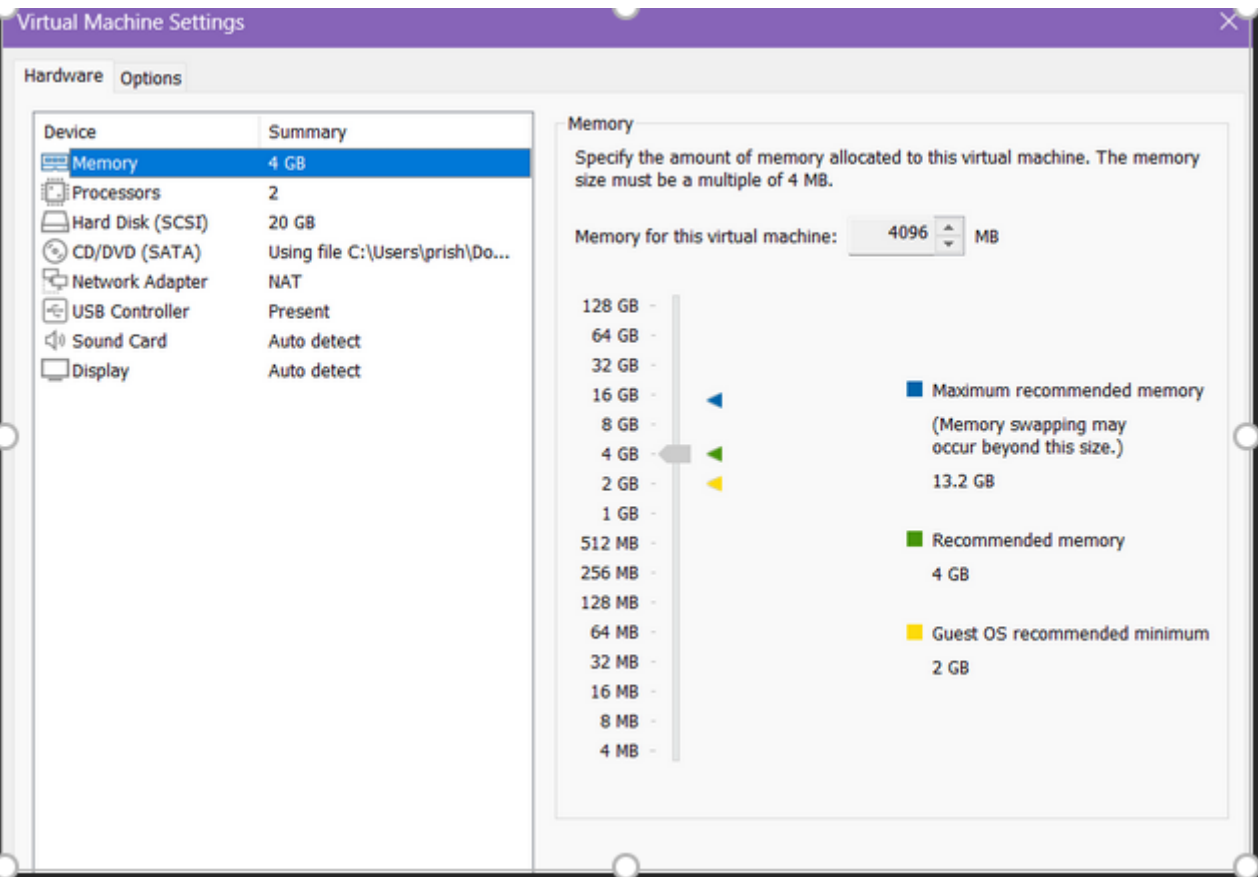 Virtual Machine Settings
Hardware Options
Device Summary
Memory 4 GB
Processors 2
Hard Disk (SCSI) 20 GB
CD/DVD (SATA) Using file C:\Users\prish\Do...
Network Adapter NAT
USB Controller Present
Sound Card Auto detect
Display Auto detect
Memory
Specify the amount of memory allocated to this virtual machine. The memory
size must be a multiple of 4 MB.
Memory for this virtual machine: 4096 MB
128 GB
64 GB
32 GB
16 GB
8 GB
4 GB
2 GB
1 GB
512 MB
256 MB
128 MB
64 MB
32 MB
16 MB
8 MB
4 MB
Maximum recommended memory
(Memory swapping may
occur beyond this size.)
13.2 GB
Recommended memory
4 GB
Guest OS recommended minimum
2 GB